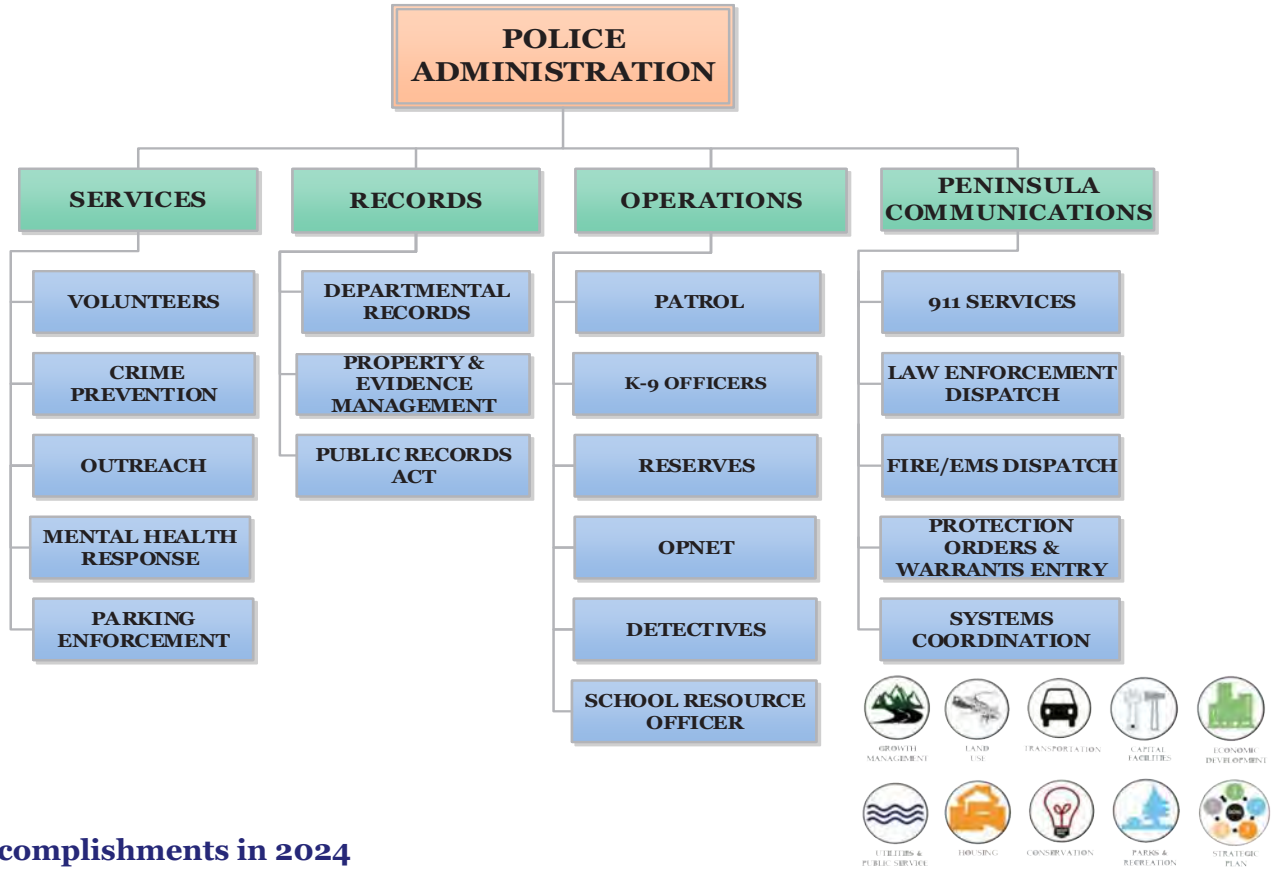 POLICE
ADMINISTRATION
SERVICES
RECORDS
OPERATIONS
PENINSULA
COMMUNICATIONS
VOLUNTEERS
CRIME
PREVENTION
OUTREACH
MENTAL HEALTH
RESPONSE
PARKING
ENFORCEMENT
DEPARTMENTAL
RECORDS
PROPERTY &
EVIDENCE
MANAGEMENT
PUBLIC RECORDS
ACT
PATROL
K-9 OFFICERS
RESERVES
OPNET
DETECTIVES
SCHOOL RESOURCE
OFFICER
911 SERVICES
LAW ENFORCEMENT
DISPATCH
FIRE/EMS DISPATCH
PROTECTION
ORDERS &
WARRANTS ENTRY
SYSTEMS
COORDINATION
GROWTH
MANAGEMENT
LAND
USE
TRANSPORTATION
CAPITAL
FACILITIES
ECONOMIC
DEVELOPMENT
UTILITIES &
PUBLIC SERVICE
HOUSING
CONSERVATION
PARKS &
RECREATION
STRATEGIC
PLAN
complishments in 2024